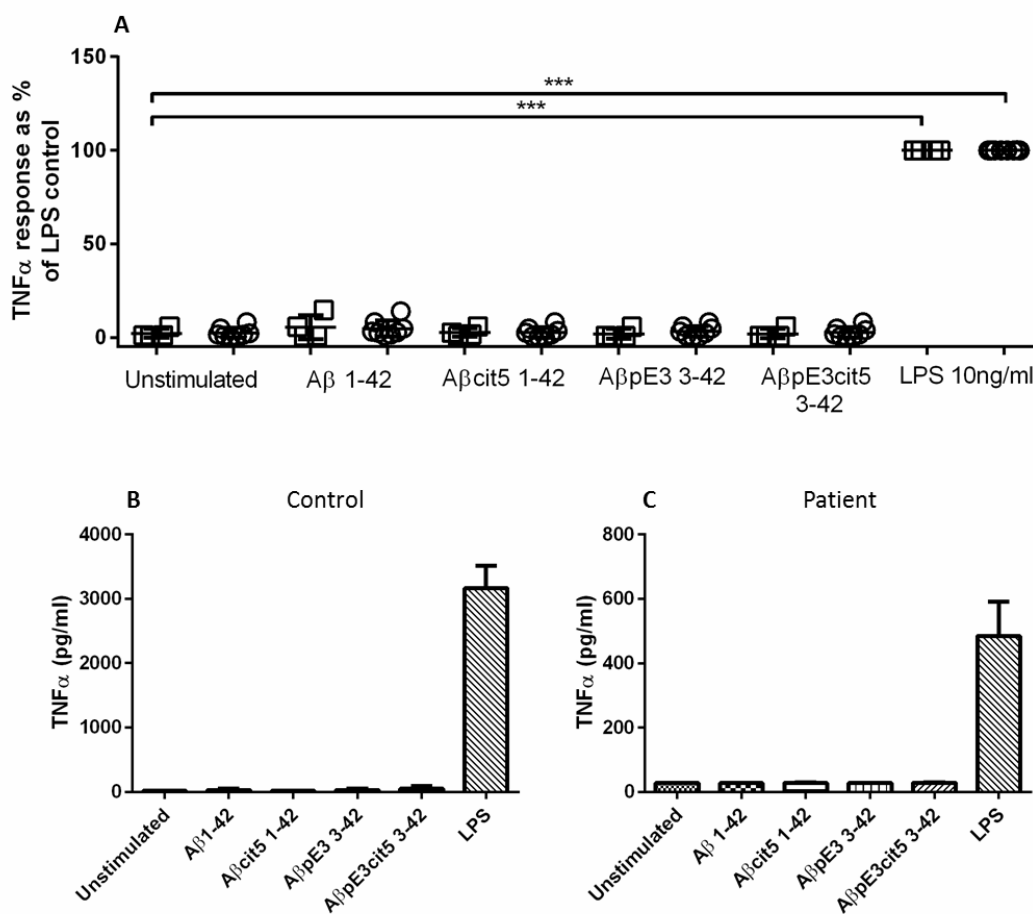 A
TNFα response as %
of LPS control
150
100
50
0
***
***
Unstimulated
Aβ 1-42
Aβcit5 1-42
AβpE3 3-42
AβpE3cit5
3-42
LPS 10ng/ml
B
Control
TNFα (pg/ml)
4000
3000
2000
1000
0
Unstimulated
Aβ 1-42
Aβcit5 1-42
AβpE3 3-42
AβpE3cit5 3-42
LPS
C
Patient
TNFα (pg/ml)
800
600
400
200
0
Unstimulated
Aβ 1-42
Aβcit5 1-42
AβpE3 3-42
AβpE3cit5 3-42
LPS